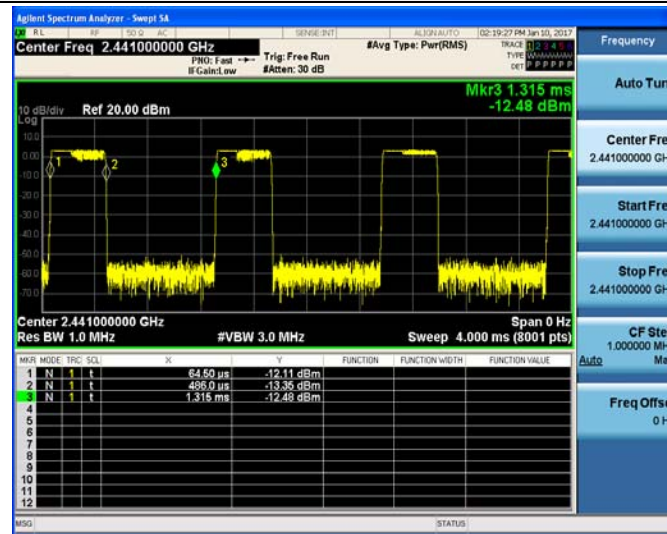 Agilent Spectrum Analyzer - Swept SA
RL RF 50 Ω AC SENSE:INT ALIGNAUTO 02:19:27 PM Jan 10, 2017
Center Freq 2.441000000 GHz #Avg Type: Pwr(RMS) TRACE 1 2 3 4 5 6
PNO: Fast Trig: Free Run TYPE
IFGain:Low #Atten: 30 dB DET P P P P P P
Mkr3 1.315 ms
-12.48 dBm
10 dB/div Ref 20.00 dBm
Log
10.0
0.00
-10.0
-20.0
-30.0
-40.0
-50.0
-60.0
-70.0
1
2
3
Center 2.441000000 GHz Span 0 Hz
Res BW 1.0 MHz #VBW 3.0 MHz Sweep 4.000 ms (8001 pts)
MKR MODE TRC SCL X Y FUNCTION FUNCTION WIDTH FUNCTION VALUE
1 N 1 t 64.50 µs -12.11 dBm
2 N 1 t 486.0 µs -13.35 dBm
3 N 1 t 1.315 ms -12.48 dBm
4
5
6
7
8
9
10
11
12
MSG STATUS
Frequency
Auto Tun
Center Fre
2.441000000 GH
Start Fre
2.441000000 GH
Stop Fre
2.441000000 GH
CF Ste
1.000000 MH
Auto Ma
Freq Offse
0 H